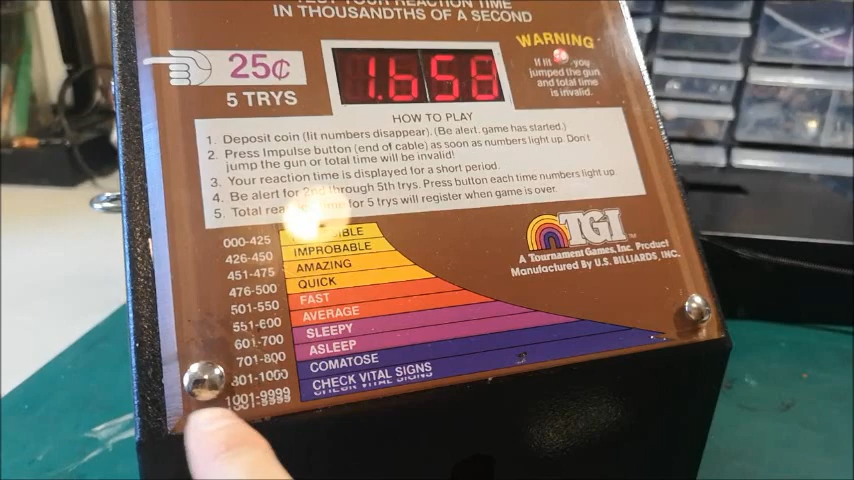 TEST YOUR REACTION TIME
IN THOUSANDTHS OF A SECOND
25¢
5 TRYS
1.658
WARNING
If lit you
jumped the gun
and total time
is invalid.
HOW TO PLAY
1. Deposit coin (lit numbers disappear). (Be alert, game has started.)
2. Press Impulse button (end of cable) as soon as numbers light up. Don't
jump the gun or total time will be invalid!
3. Your reaction time is displayed for a short period.
4. Be alert for 2nd through 5th trys. Press button each time numbers light up.
5. Total for 5 trys will register when game is over.
000-425
426-450 IMPROBABLE
451-475 AMAZING
476-500 QUICK
501-550 FAST
551-600 AVERAGE
601-700 SLEEPY
701-800 ASLEEP
801-1000 COMATOSE
1001-9999 CHECK VITAL SIGNS
TGI
TM
A Tournament Games, Inc. Product
Manufactured By U.S. BILLIARDS, INC.